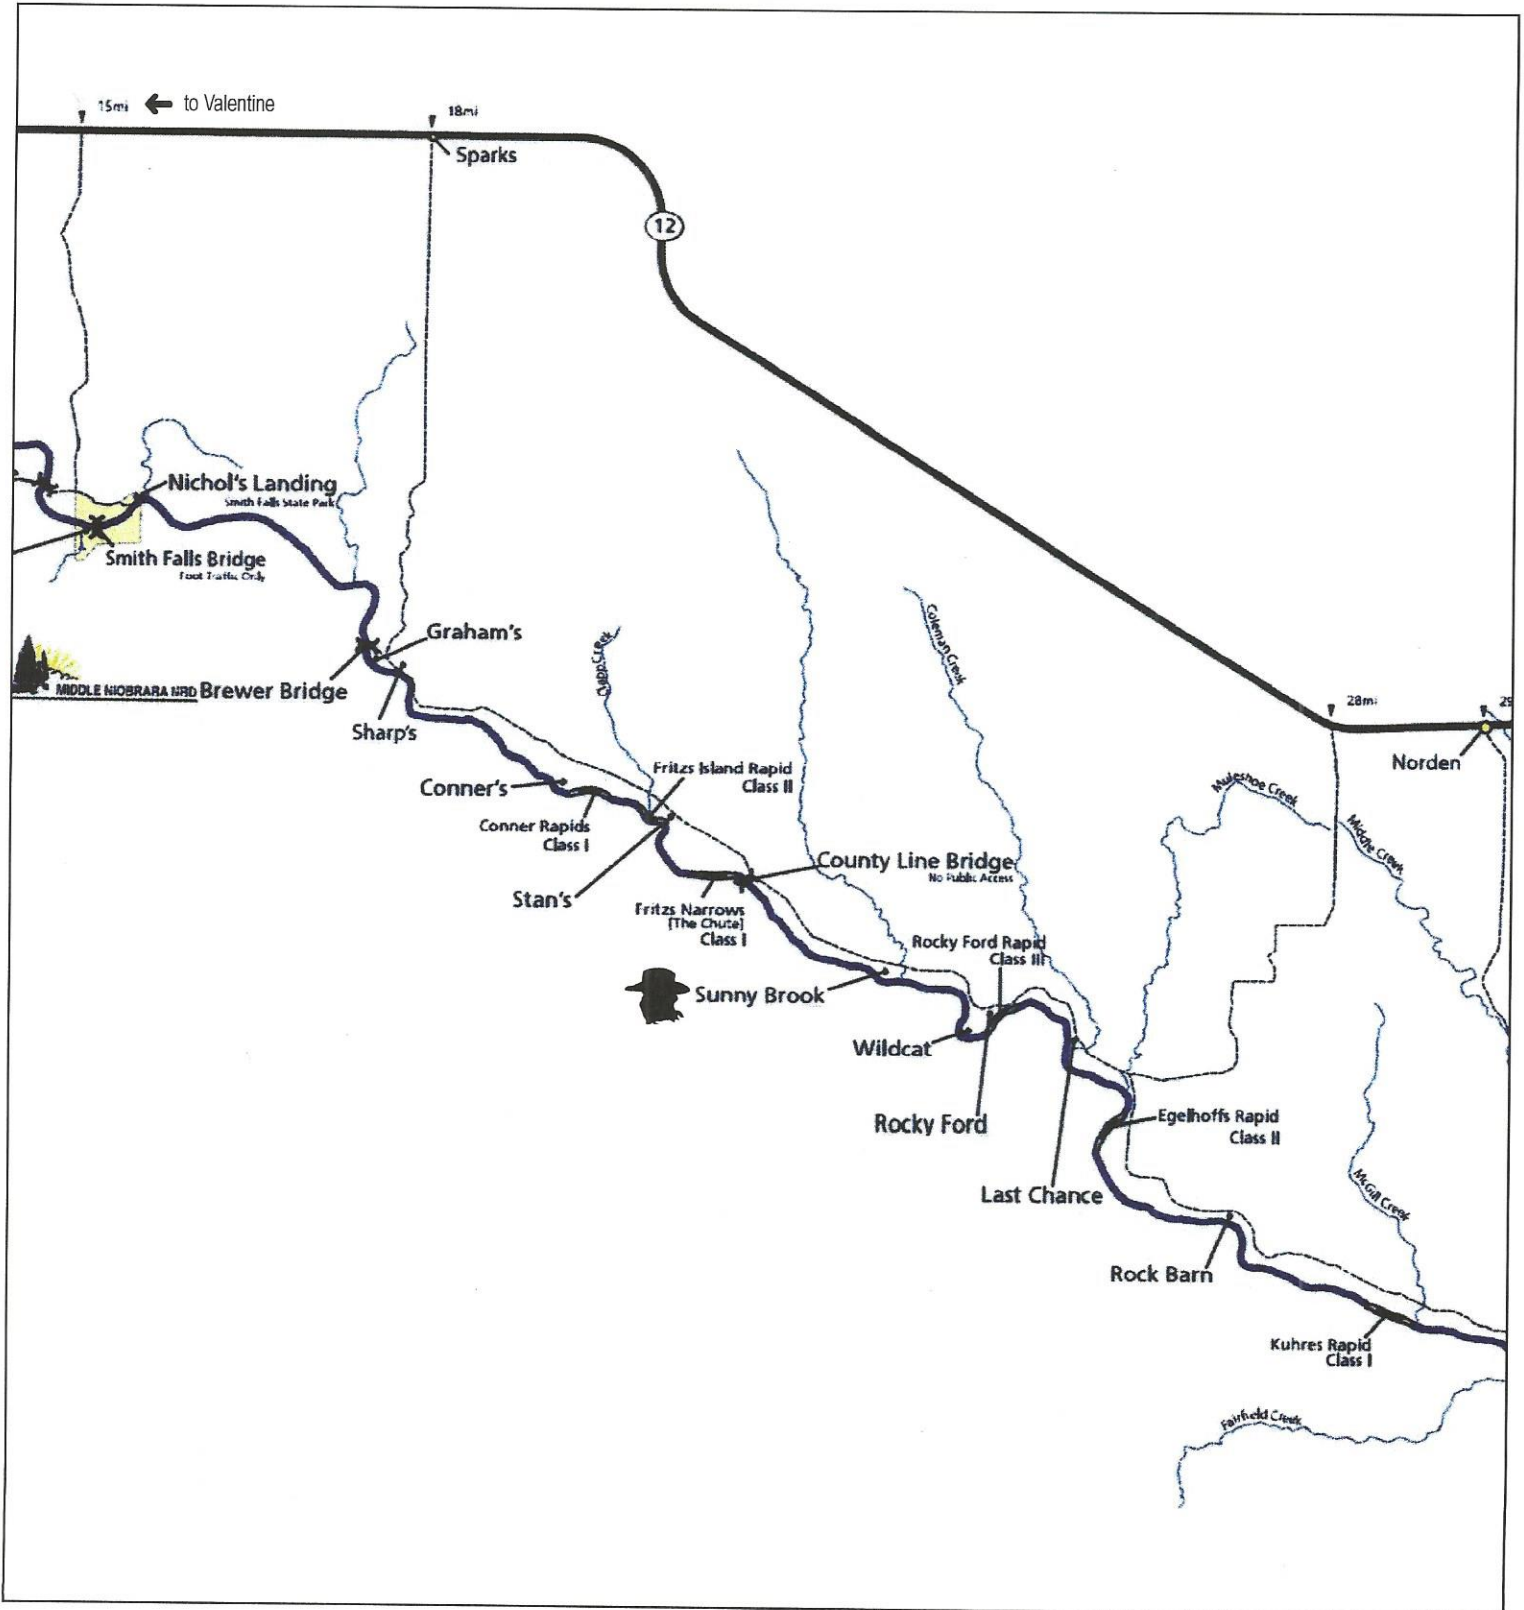 15mi
to Valentine
18mi
Sparks
12
Nichol's Landing
Smith Falls State Park
Smith Falls Bridge
Foot Traffic Only
Graham's
MIDDLE NIOBRARA NRD
Brewer Bridge
Sharp's
Clapp Creek
Coleman Creek
28mi
29
Norden
Conner's
Fritzs Island Rapid
Class II
Muleshoe Creek
Middle Creek
Conner Rapids
Class I
County Line Bridge
No Public Access
Stan's
Fritzs Narrows
[The Chute]
Class I
Rocky Ford Rapid
Class III
Sunny Brook
Wildcat
Rocky Ford
Egelhoffs Rapid
Class II
Last Chance
McGill Creek
Rock Barn
Kuhres Rapid
Class I
Fairfield Creek